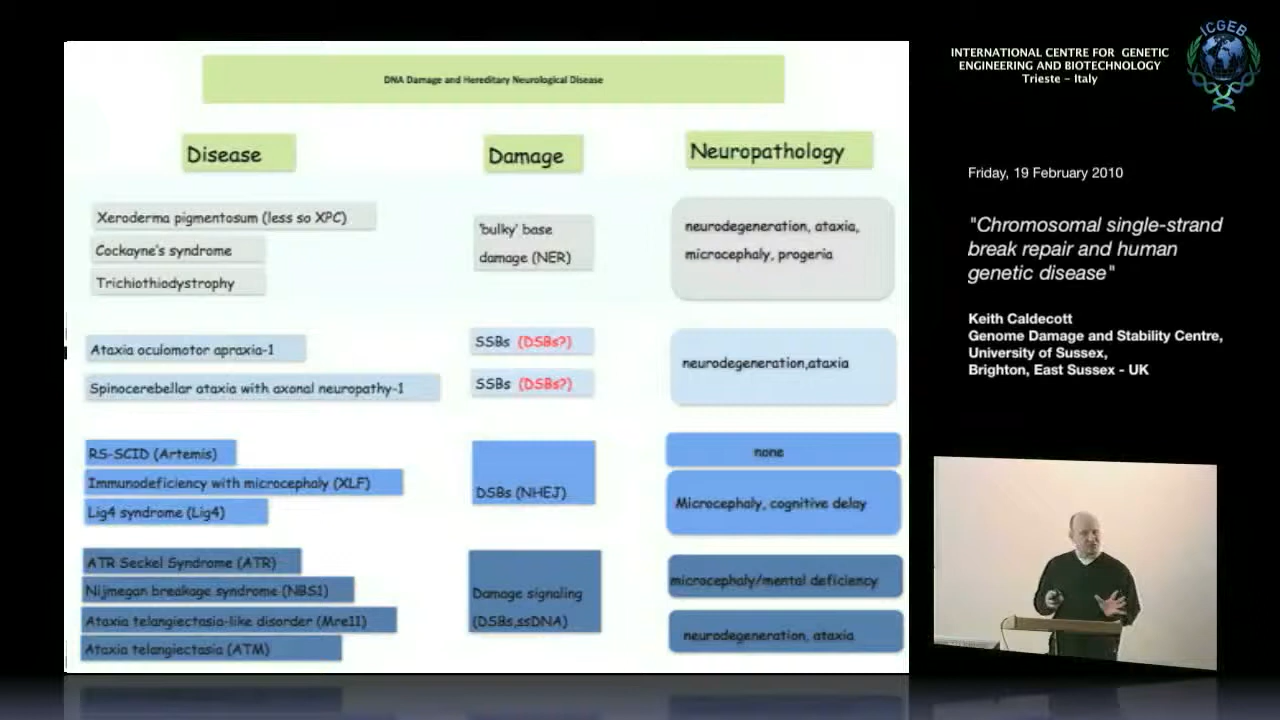 DNA Damage and Hereditary Neurological Disease
Disease
Damage
Neuropathology
Xeroderma pigmentosum (less so XPC)
Cockayne's syndrome
Trichiothiodystrophy
'bulky' base
damage (NER)
neurodegeneration, ataxia,
microcephaly, progeria
Ataxia oculomotor apraxia-1
Spinocerebellar ataxia with axonal neuropathy-1
SSBs (DSBs?)
SSBs (DSBs?)
neurodegeneration,ataxia
RS-SCID (Artemis)
Immunodeficiency with microcephaly (XLF)
Lig4 syndrome (Lig4)
DSBs (NHEJ)
none
Microcephaly, cognitive delay
ATR Seckel Syndrome (ATR)
Nijmegan breakage syndrome (NBS1)
Ataxia telangiectasia-like disorder (Mre11)
Ataxia telangiectasia (ATM)
Damage signaling
(DSBs,ssDNA)
microcephaly/mental deficiency
neurodegeneration, ataxia
INTERNATIONAL CENTRE FOR GENETIC
ENGINEERING AND BIOTECHNOLOGY
Trieste - Italy
ICGEB
Friday, 19 February 2010
"Chromosomal single-strand
break repair and human
genetic disease"
Keith Caldecott
Genome Damage and Stability Centre,
University of Sussex,
Brighton, East Sussex - UK